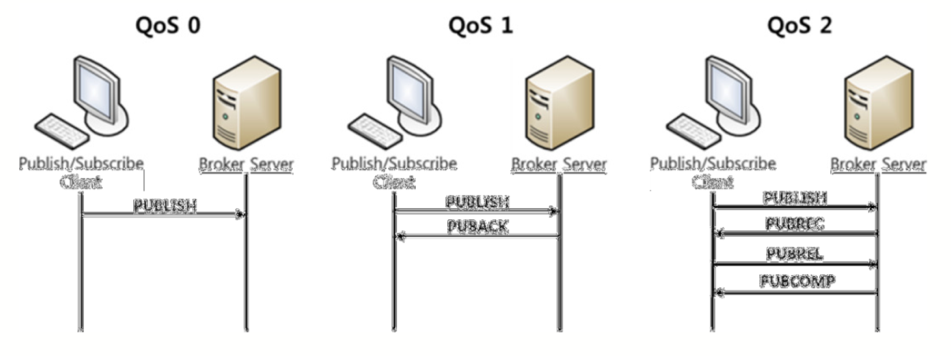 QoS 0
Publish/Subscribe
Client
Broker Server
PUBLISH
QoS 1
Publish/Subscribe
Client
Broker Server
PUBLISH
PUBACK
QoS 2
Publish/Subscribe
Client
Broker Server
PUBLISH
PUBREC
PUBREL
PUBCOMP